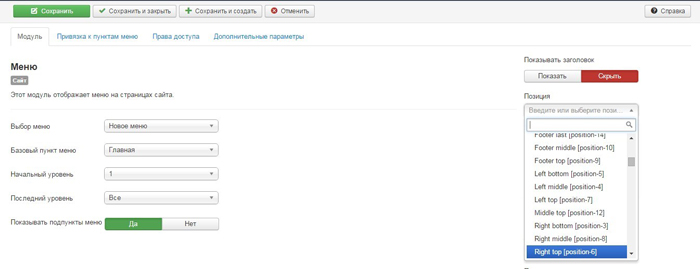 Сохранить
Сохранить и закрыть
Сохранить и создать
Отменить
Справка
Модуль
Привязка к пунктам меню
Права доступа
Дополнительные параметры
Меню
Сайт
Этот модуль отображает меню на страницах сайта.
Выбор меню
Новое меню
Базовый пункт меню
Главная
Начальный уровень
1
Последний уровень
Все
Показывать подпункты меню
Да
Нет
Показывать заголовок
Показать
Скрыть
Позиция
Введите или выберите пози...
Footer last [position-14]
Footer middle [position-10]
Footer top [position-9]
Left bottom [position-5]
Left middle [position-4]
Left top [position-7]
Middle top [position-12]
Right bottom [position-3]
Right middle [position-8]
Right top [position-6]